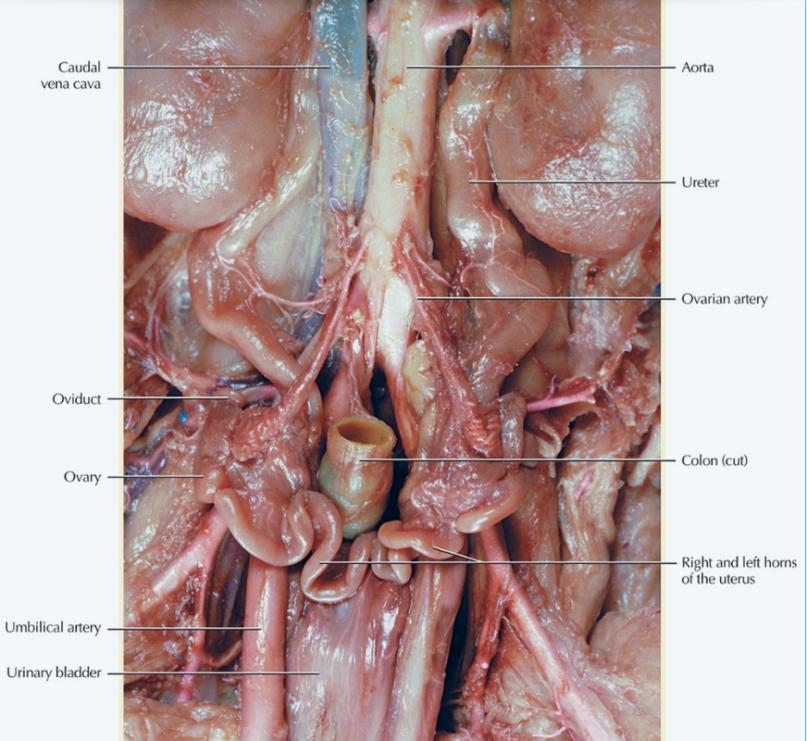 Caudal
vena cava
Aorta
Ureter
Ovarian artery
Oviduct
Colon (cut)
Ovary
Right and left horns
of the uterus
Umbilical artery
Urinary bladder